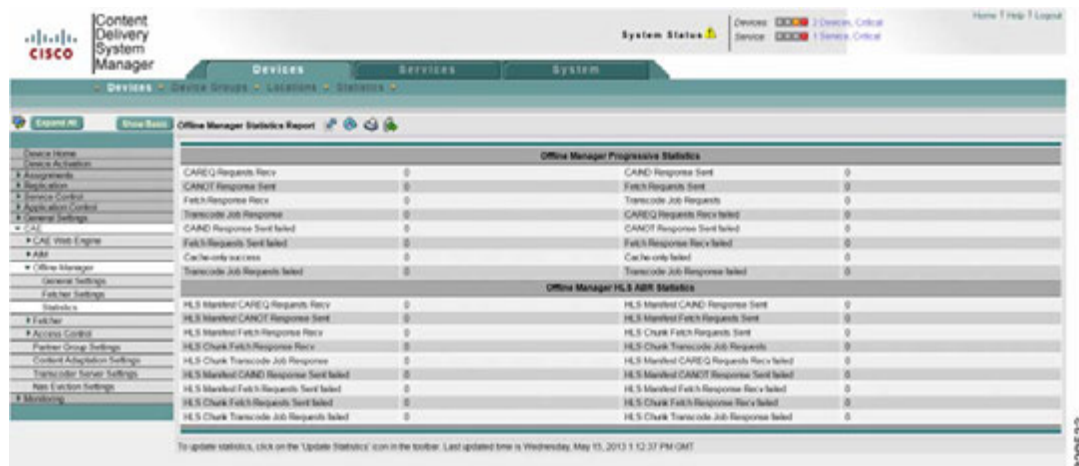 Content
Delivery
System
Manager
CISCO
System Status
Devices: 2 Devices, Critical
Service: 1 Service, Critical
Home ? Help ? Logout
Devices Services System
Devices Device Groups Locations Statistics
Expand All Show Basic Offline Manager Statistics Report
Device Home
Device Activation
Assignments
Replication
Service Control
Application Control
General Settings
CAE
CAE Web Engine
AIM
Offline Manager
General Settings
Fetcher Settings
Statistics
Fetcher
Access Control
Partner Group Settings
Content Adaptation Settings
Transcoder Server Settings
Nas Eviction Settings
Monitoring
Offline Manager Progressive Statistics
CAREQ Requests Recv 0 CAIND Response Sent 0
CANOT Response Sent 0 Fetch Requests Sent 0
Fetch Response Recv 0 Transcode Job Requests 0
Transcode Job Response 0 CAREQ Requests Recv failed 0
CAIND Response Sent failed 0 CANOT Response Sent failed 0
Fetch Requests Sent failed 0 Fetch Response Recv failed 0
Cache-only success 0 Cache-only failed 0
Transcode Job Requests failed 0 Transcode Job Response failed 0
Offline Manager HLS ABR Statistics
HLS Manifest CAREQ Requests Recv 0 HLS Manifest CAIND Response Sent 0
HLS Manifest CANOT Response Sent 0 HLS Manifest Fetch Requests Sent 0
HLS Manifest Fetch Response Recv 0 HLS Chunk Fetch Requests Sent 0
HLS Chunk Fetch Response Recv 0 HLS Chunk Transcode Job Requests 0
HLS Chunk Transcode Job Response 0 HLS Manifest CAREQ Requests Recv failed 0
HLS Manifest CAIND Response Sent failed 0 HLS Manifest CANOT Response Sent failed 0
HLS Manifest Fetch Requests Sent failed 0 HLS Manifest Fetch Response Recv failed 0
HLS Chunk Fetch Requests Sent failed 0 HLS Chunk Fetch Response Recv failed 0
HLS Chunk Transcode Job Requests failed 0 HLS Chunk Transcode Job Response failed 0
To update statistics, click on the 'Update Statistics' icon in the toolbar. Last updated time is Wednesday, May 15, 2013 1:12:37 PM GMT